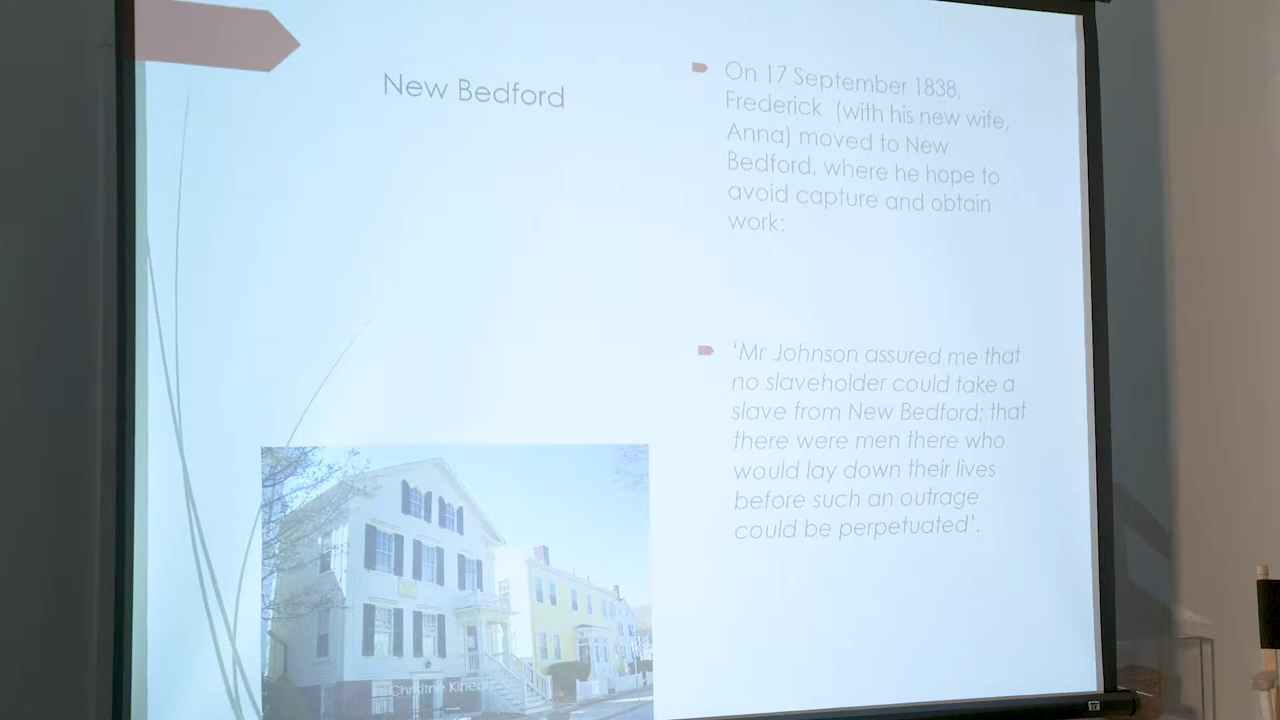 New Bedford
On 17 September 1838,
Frederick (with his new wife,
Anna) moved to New
Bedford, where he hope to
avoid capture and obtain
work:
'Mr Johnson assured me that
no slaveholder could take a
slave from New Bedford; that
there were men there who
would lay down their lives
before such an outrage
could be perpetuated'.
Christine